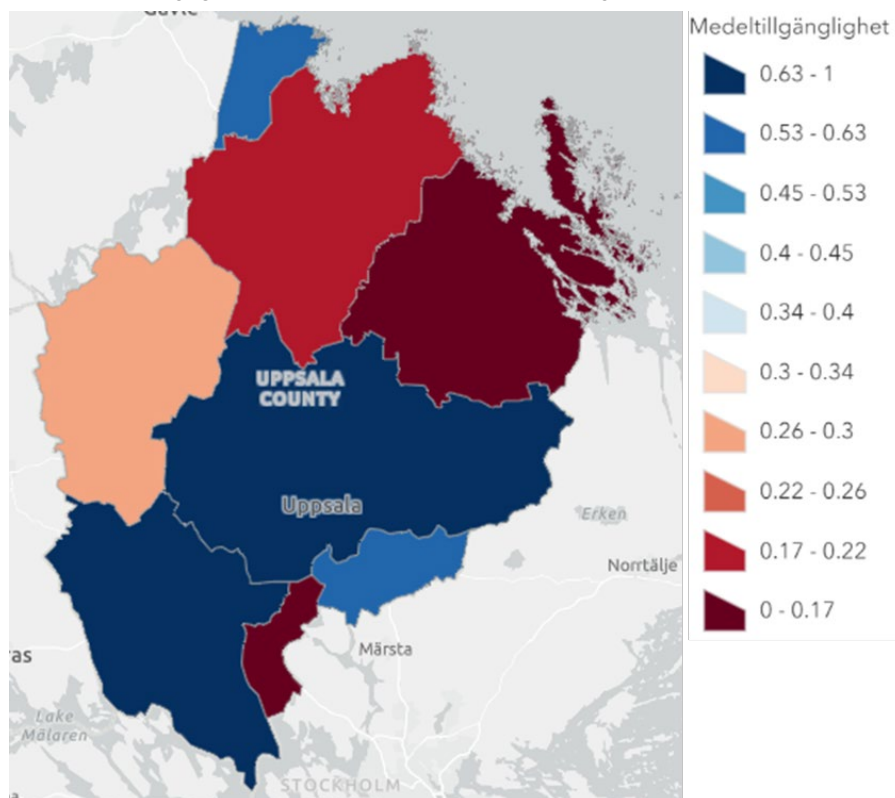 Gävle
Medeltillgänglighet
0.63 - 1
0.53 - 0.63
0.45 - 0.53
0.4 - 0.45
0.34 - 0.4
0.3 - 0.34
0.26 - 0.3
0.22 - 0.26
0.17 - 0.22
0 - 0.17
UPPSALA
COUNTY
Uppsala
Erken
Norrtälje
Märsta
as
Lake
Mälaren
STOCKHOLM